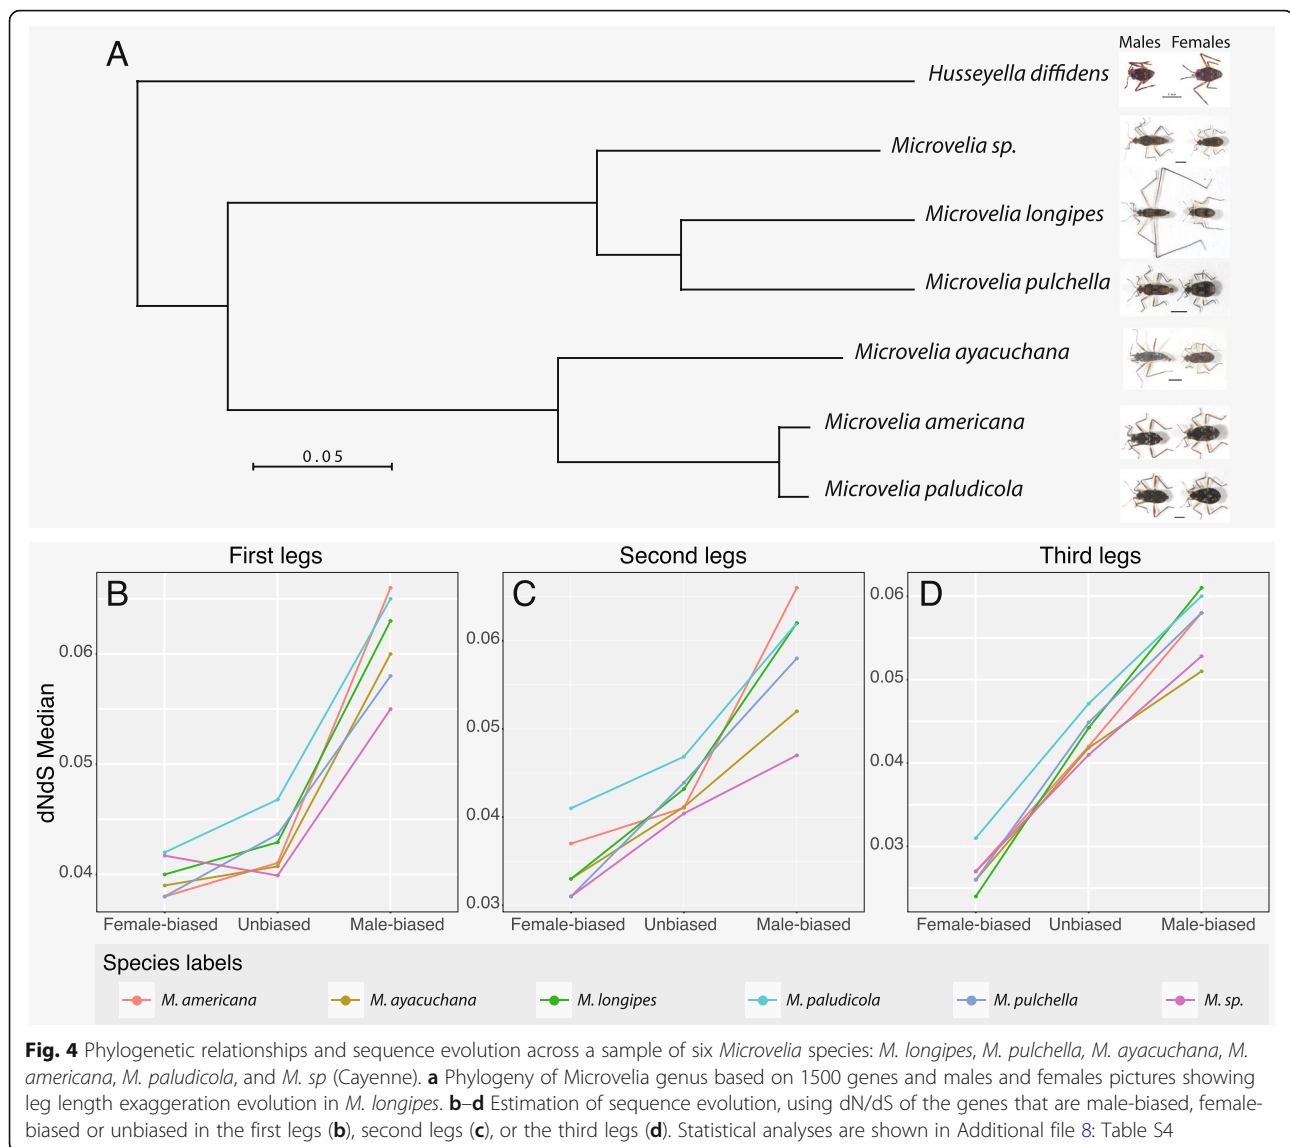 A
Males Females
Husseyella diffidens
Microvelia sp.
Microvelia longipes
Microvelia pulchella
Microvelia ayacuchana
Microvelia americana
Microvelia paludicola
0.05
First legs
Second legs
Third legs
B
C
D
dNdS Median
0.06
0.05
0.04
0.06
0.05
0.04
0.03
0.06
0.05
0.04
0.03
Female-biased Unbiased Male-biased
Female-biased Unbiased Male-biased
Female-biased Unbiased Male-biased
Species labels
M. americana M. ayacuchana M. longipes M. paludicola M. pulchella M. sp.
Fig. 4 Phylogenetic relationships and sequence evolution across a sample of six Microvelia species: M. longipes, M. pulchella, M. ayacuchana, M.
americana, M. paludicola, and M. sp (Cayenne). a Phylogeny of Microvelia genus based on 1500 genes and males and females pictures showing
leg length exaggeration evolution in M. longipes. b–d Estimation of sequence evolution, using dN/dS of the genes that are male-biased, female-
biased or unbiased in the first legs (b), second legs (c), or the third legs (d). Statistical analyses are shown in Additional file 8: Table S4